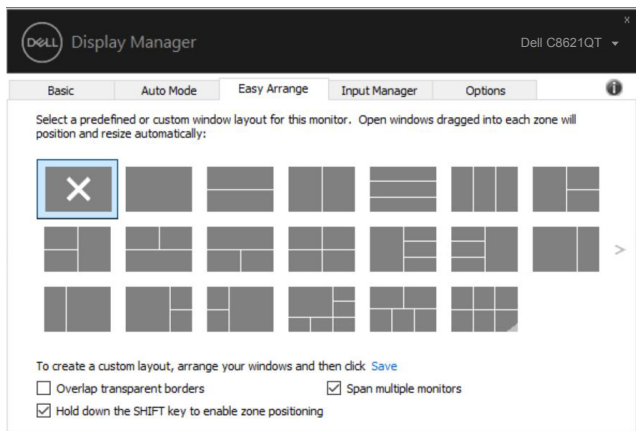 x
DELL Display Manager Dell C8621QT
Basic Auto Mode Easy Arrange Input Manager Options
Select a predefined or custom window layout for this monitor. Open windows dragged into each zone will
position and resize automatically:
To create a custom layout, arrange your windows and then click Save
Overlap transparent borders Span multiple monitors
Hold down the SHIFT key to enable zone positioning